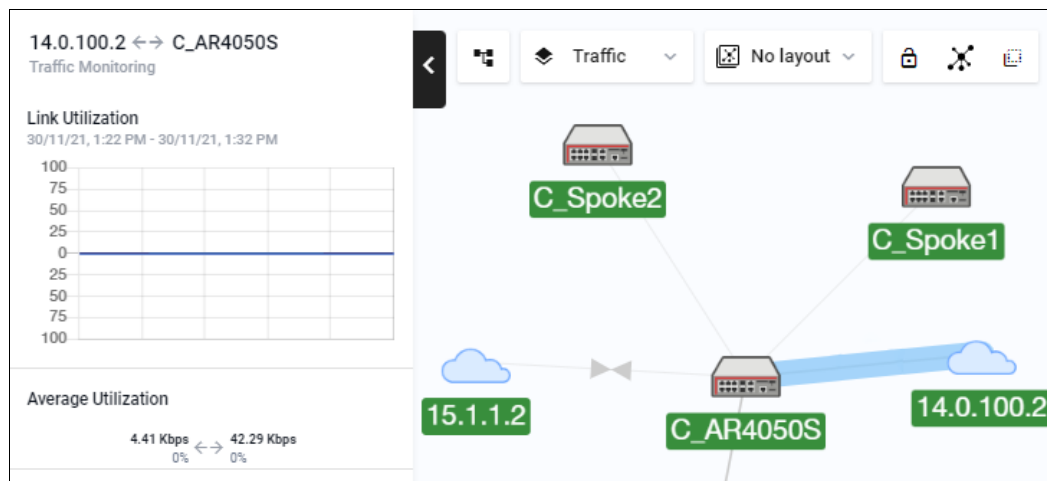 14.0.100.2 <--> C_AR4050S
Traffic Monitoring
Link Utilization
30/11/21, 1:22 PM - 30/11/21, 1:32 PM
100
75
50
25
0
25
50
75
100
Average Utilization
4.41 Kbps <--> 42.29 Kbps
0% 0%
Traffic
No layout
C_Spoke2
C_Spoke1
15.1.1.2
C_AR4050S
14.0.100.2